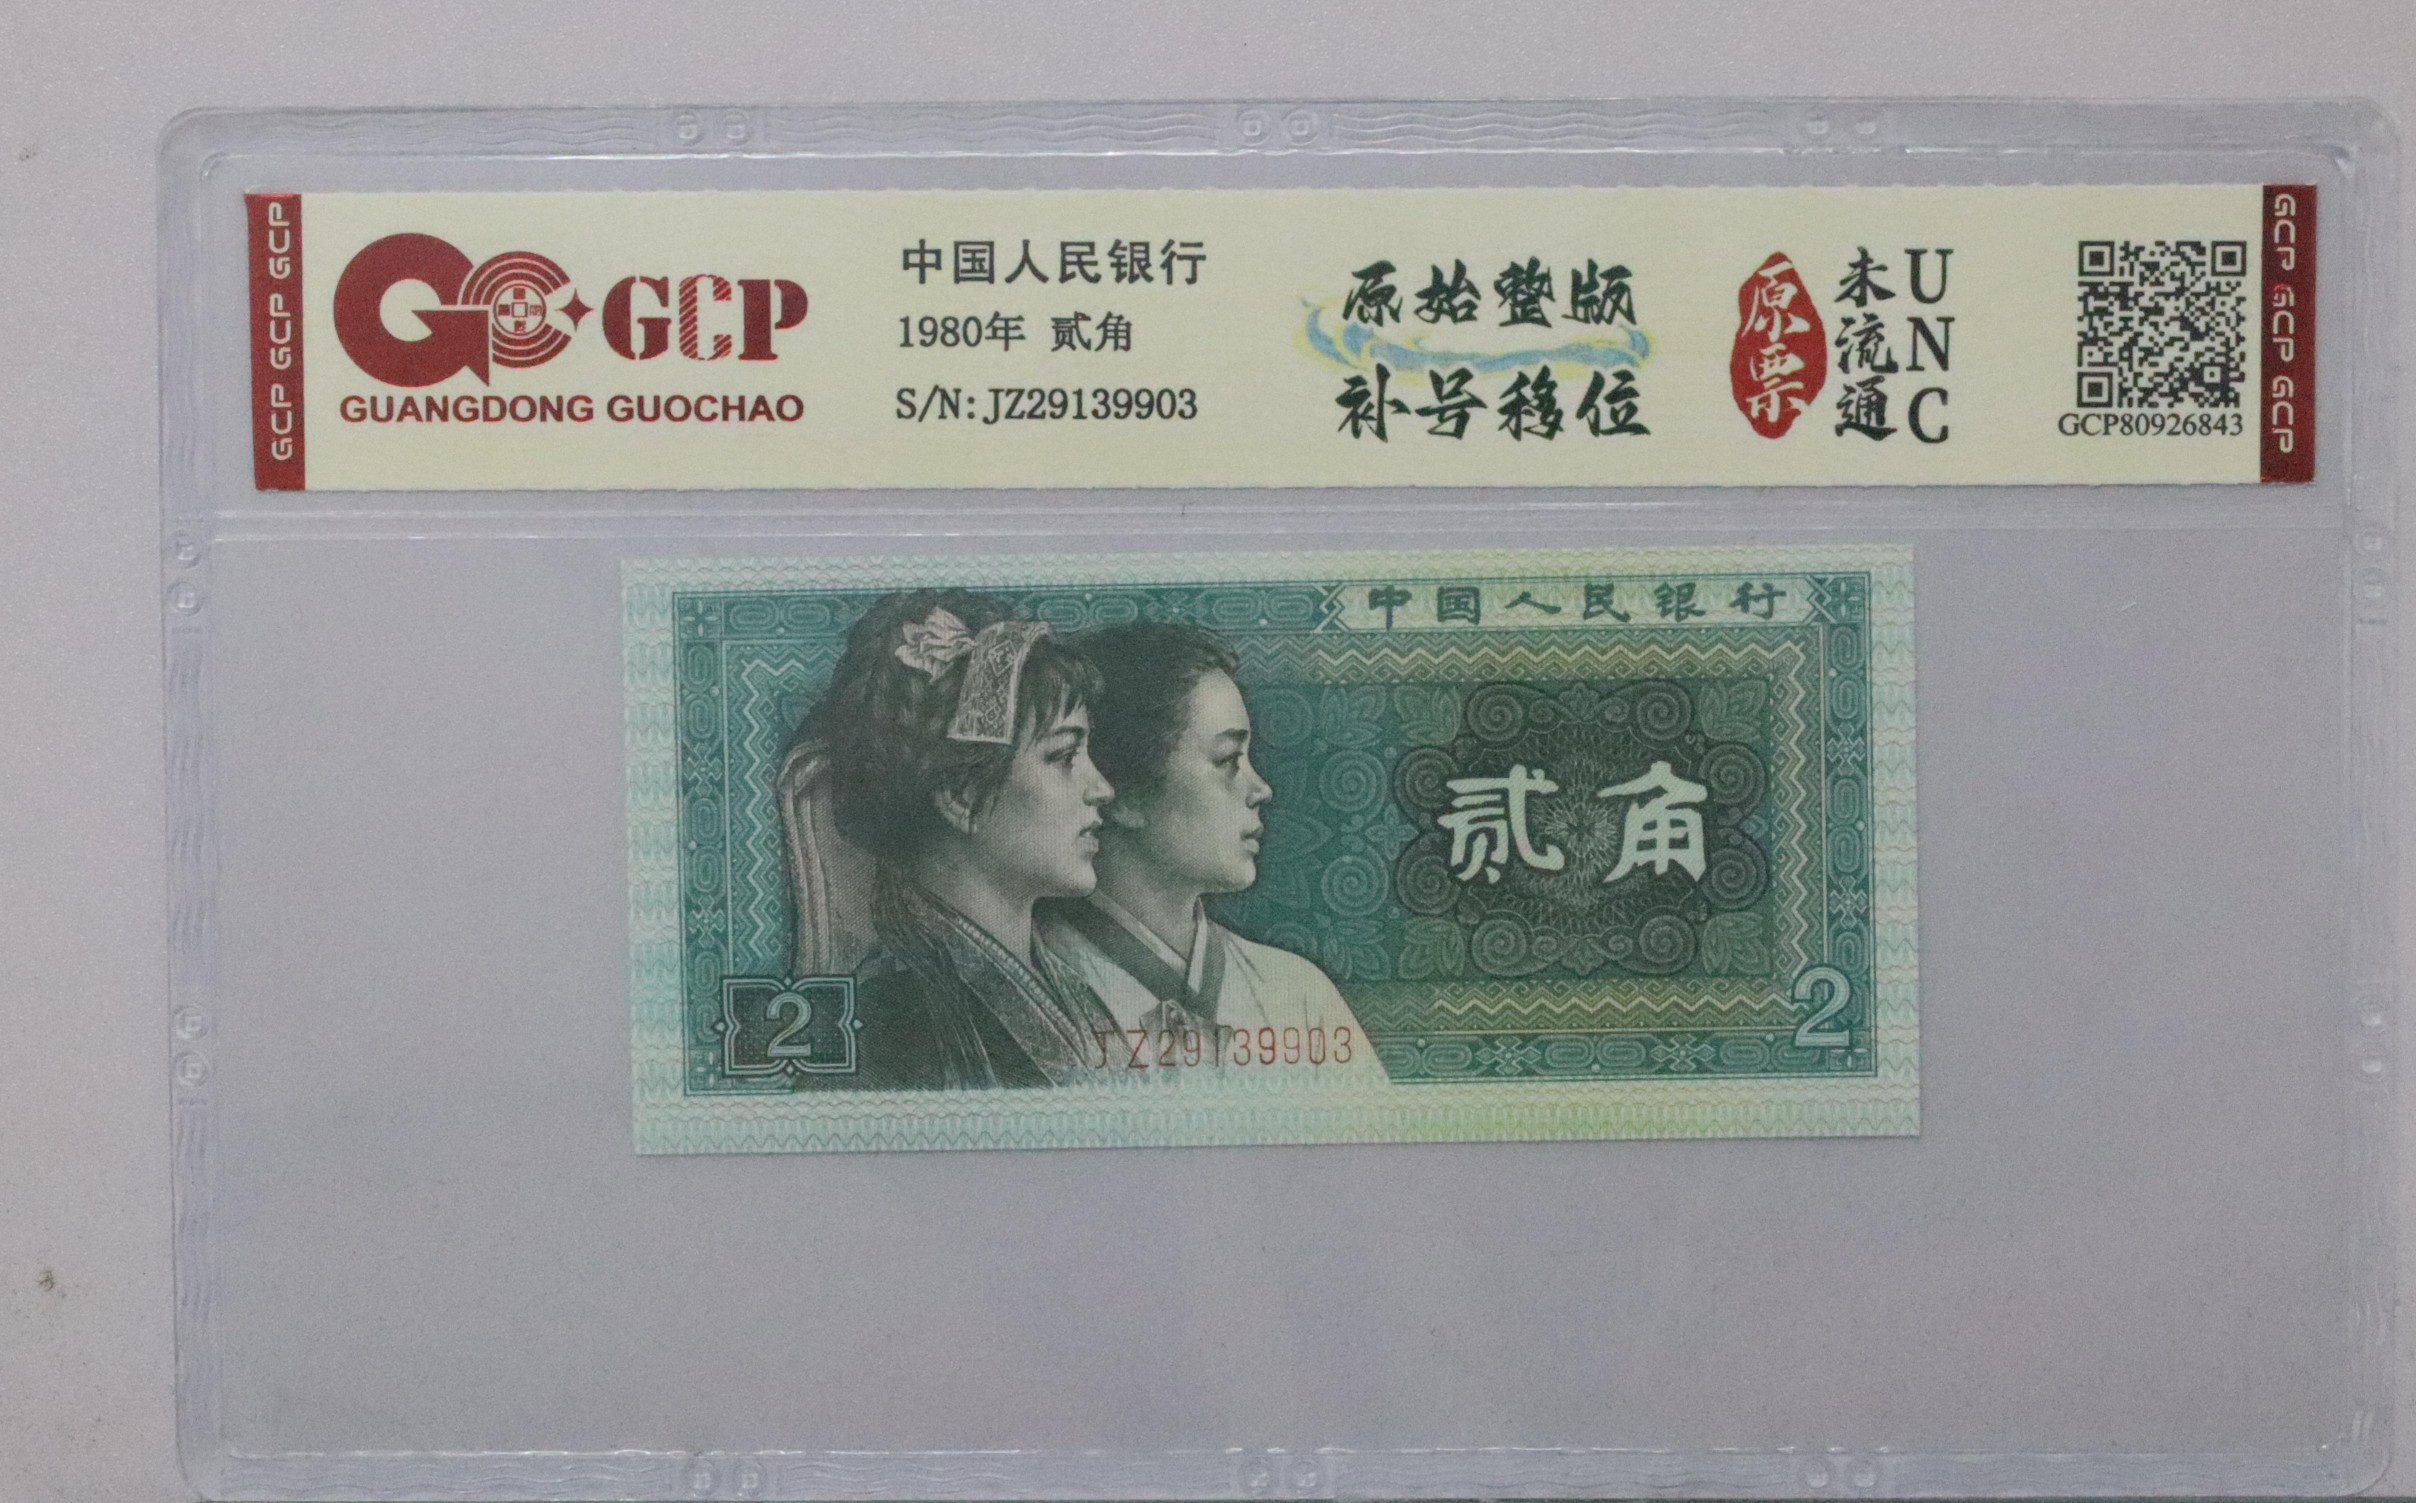 GCP GCP GCP
GCP
GUANGDONG GUOCHAO
中国人民银行
1980年 贰角
S/N: JZ29139903
原始整版
补号移位
原票
未流通
UNC
GCP80926843
GCP GCP GCP
中国人民银行
贰角
2
JZ29139903
2